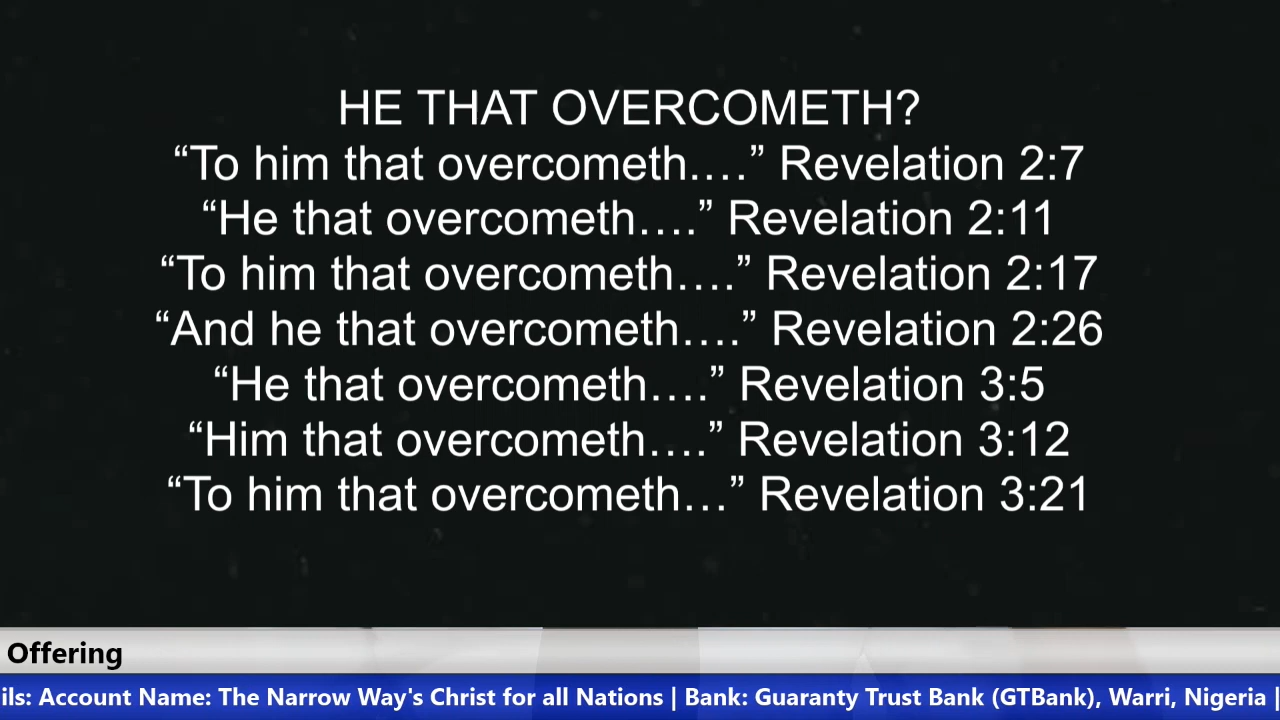 HE THAT OVERCOMETH?
“To him that overcometh….” Revelation 2:7
“He that overcometh….” Revelation 2:11
“To him that overcometh….” Revelation 2:17
“And he that overcometh….” Revelation 2:26
“He that overcometh….” Revelation 3:5
“Him that overcometh….” Revelation 3:12
“To him that overcometh…” Revelation 3:21
Offering
ils: Account Name: The Narrow Way's Christ for all Nations | Bank: Guaranty Trust Bank (GTBank), Warri, Nigeria |